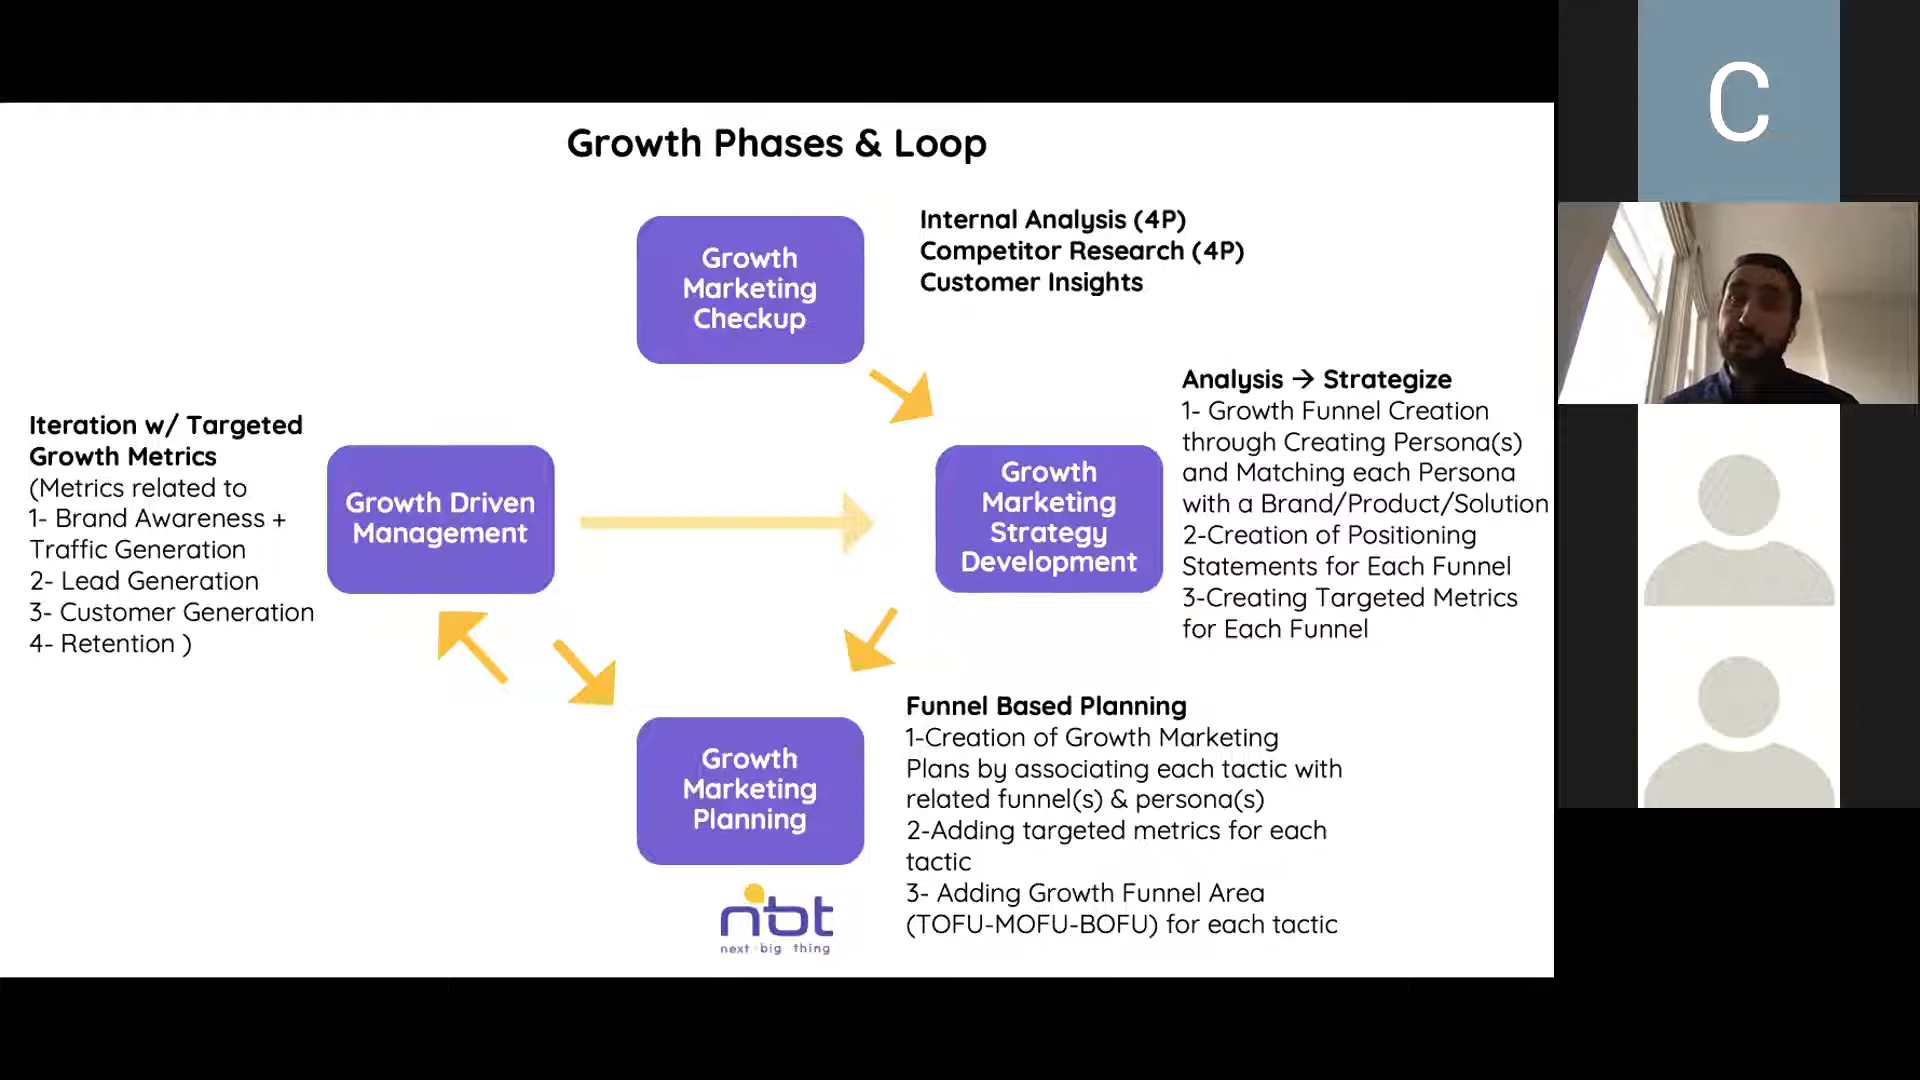 Growth Phases & Loop
Growth
Marketing
Checkup
Internal Analysis (4P)
Competitor Research (4P)
Customer Insights
Growth
Marketing
Strategy
Development
Analysis → Strategize
1- Growth Funnel Creation
through Creating Persona(s)
and Matching each Persona
with a Brand/Product/Solution
2-Creation of Positioning
Statements for Each Funnel
3-Creating Targeted Metrics
for Each Funnel
Iteration w/ Targeted
Growth Metrics
(Metrics related to
1- Brand Awareness +
Traffic Generation
2- Lead Generation
3- Customer Generation
4- Retention )
Growth Driven
Management
Growth
Marketing
Planning
Funnel Based Planning
1-Creation of Growth Marketing
Plans by associating each tactic with
related funnel(s) & persona(s)
2-Adding targeted metrics for each
tactic
3- Adding Growth Funnel Area
(TOFU-MOFU-BOFU) for each tactic
nbt
next big thing
C